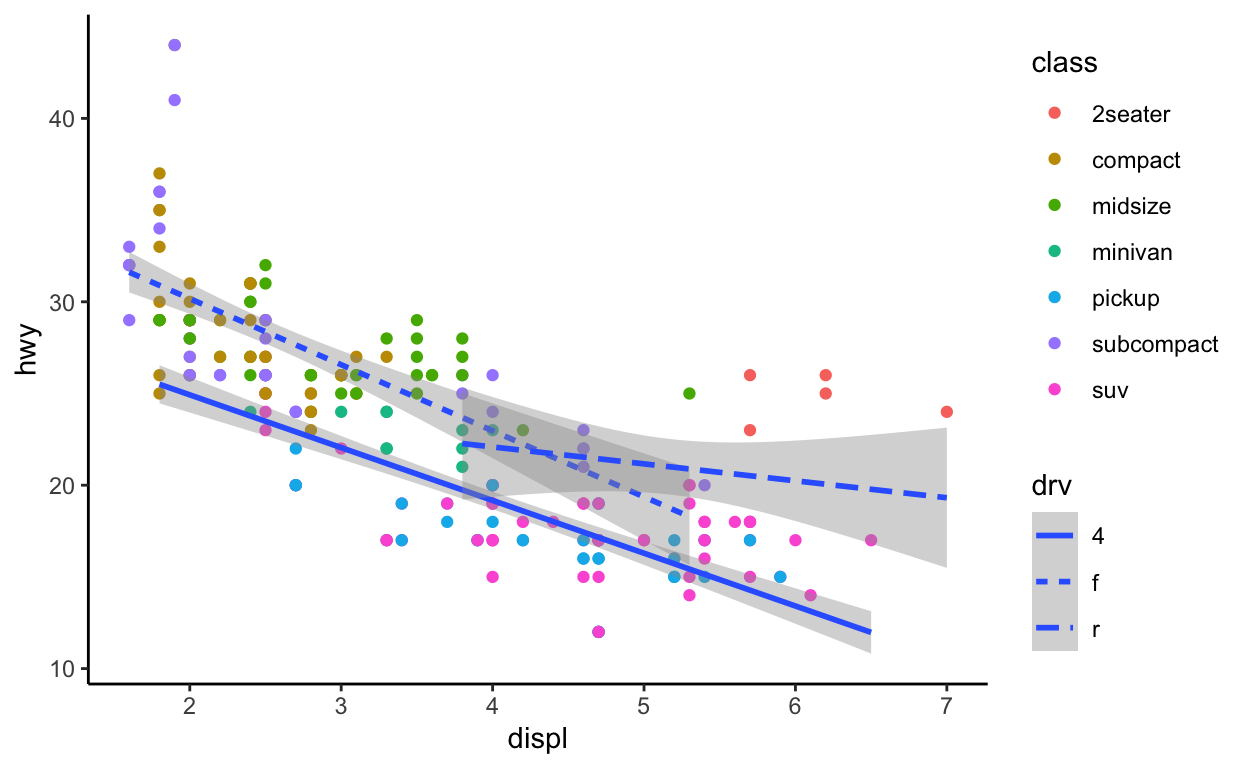 40
30
20
10
hwy
2
3
4
5
6
7
displ
class
2seater
compact
midsize
minivan
pickup
subcompact
suv
drv
4
f
r